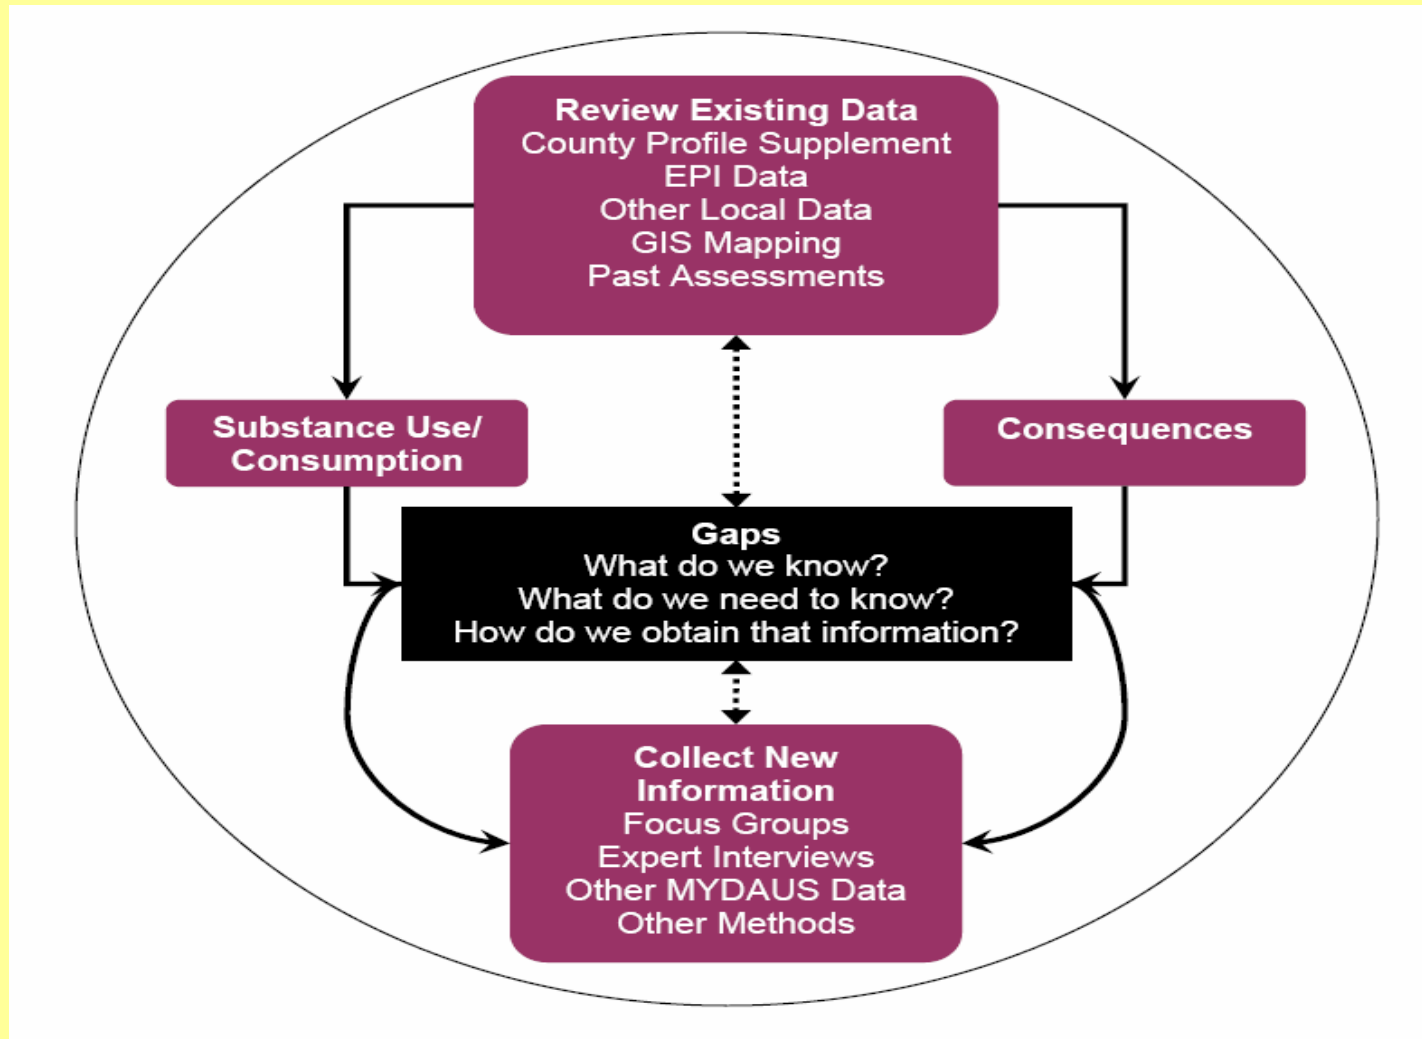 Review Existing Data
County Profile Supplement
EPI Data
Other Local Data
GIS Mapping
Past Assessments
Substance Use/
Consumption
Consequences
Gaps
What do we know?
What do we need to know?
How do we obtain that information?
Collect New
Information
Focus Groups
Expert Interviews
Other MYDAUS Data
Other Methods